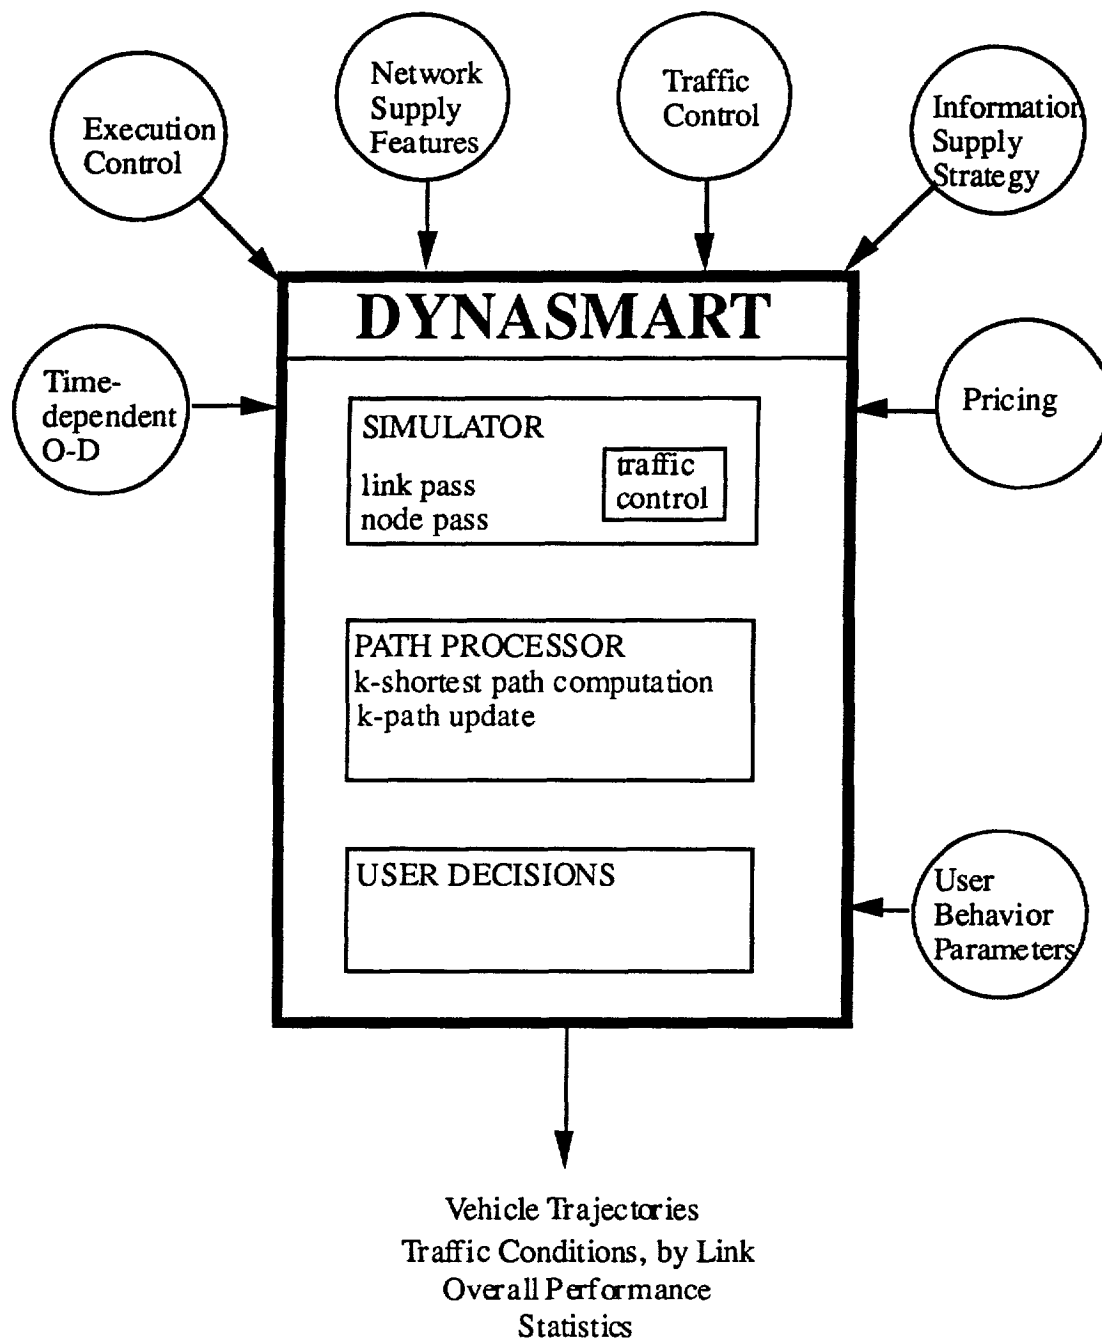 Execution
Control
Network
Supply
Features
Traffic
Control
Information
Supply
Strategy
DYNASMART
Time-
dependent
O-D
Pricing
SIMULATOR
link pass
node pass
traffic
control
PATH PROCESSOR
k-shortest path computation
k-path update
USER DECISIONS
User
Behavior
Parameters
Vehicle Trajectories
Traffic Conditions, by Link
Overall Performance
Statistics